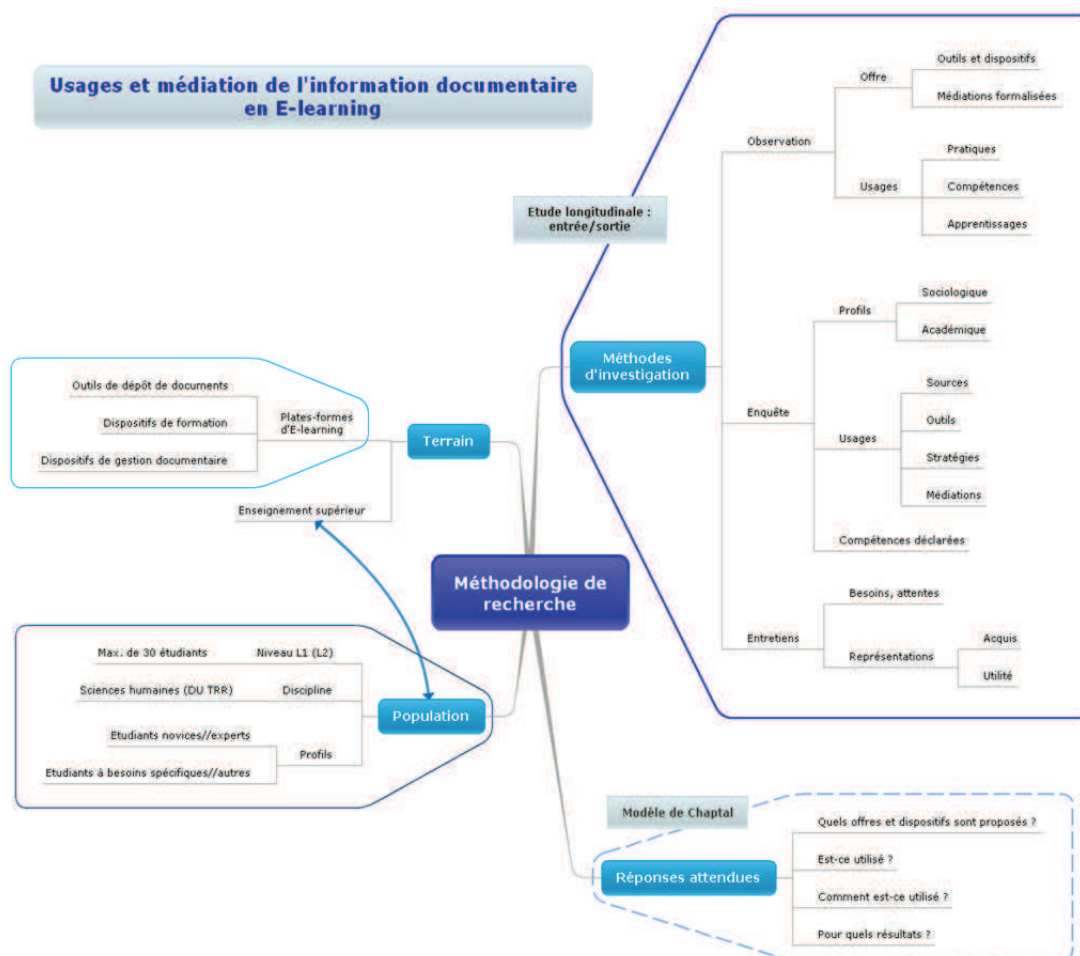 Usages et médiation de l'information documentaire
en E-learning
Etude longitudinale :
entrée/sortie
Méthodes
d'investigation
Observation
Offre
Outils et dispositifs
Médiations formalisées
Usages
Pratiques
Compétences
Apprentissages
Enquête
Profils
Sociologique
Académique
Usages
Sources
Outils
Stratégies
Médiations
Compétences déclarées
Entretiens
Besoins, attentes
Représentations
Acquis
Utilité
Terrain
Plates-formes
d'E-learning
Outils de dépôt de documents
Dispositifs de formation
Dispositifs de gestion documentaire
Enseignement supérieur
Méthodologie de
recherche
Population
Max. de 30 étudiants
Niveau L1 (L2)
Sciences humaines (DU TRR)
Discipline
Etudiants novices//experts
Profils
Etudiants à besoins spécifiques//autres
Modèle de Chaptal
Réponses attendues
Quels offres et dispositifs sont proposés ?
Est-ce utilisé ?
Comment est-ce utilisé ?
Pour quels résultats ?